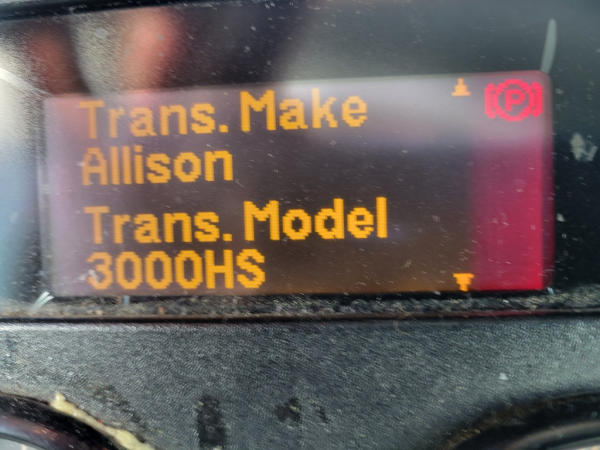 Trans. Make
Allison
Trans. Model
3000HS
P